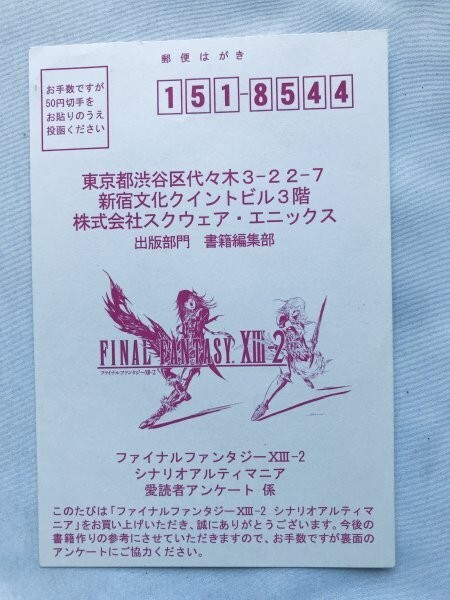 郵便はがき
お手数ですが
50円切手を
お貼りのうえ
投函ください
151-8544
東京都渋谷区代々木3-22-7
新宿文化クイントビル3階
株式会社スクウェア・エニックス
出版部門 書籍編集部
FINAL FANTASY XIII-2
ファイナルファンタジーXIII-2
ファイナルファンタジーXIII-2
シナリオアルティマニア
愛読者アンケート 係
このたびは「ファイナルファンタジーXIII-2 シナリオアルティマ
ニア」をお買い上げいただき、誠にありがとうございます。今後の
書籍作りの参考にさせていただきますので、お手数ですが裏面の
アンケートにご協力ください。